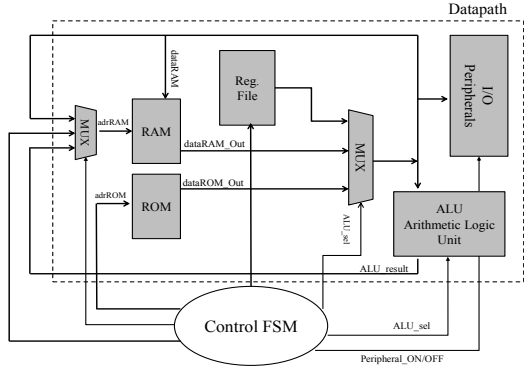 Datapath
dataRAM
Reg.
File
I/O
Peripherals
MUX
adrRAM
RAM
dataRAM_Out
MUX
adrROM
ROM
dataROM_Out
ALU_sel
ALU
Arithmetic Logic
Unit
ALU_result
Control FSM
ALU_sel
Peripheral_ON/OFF